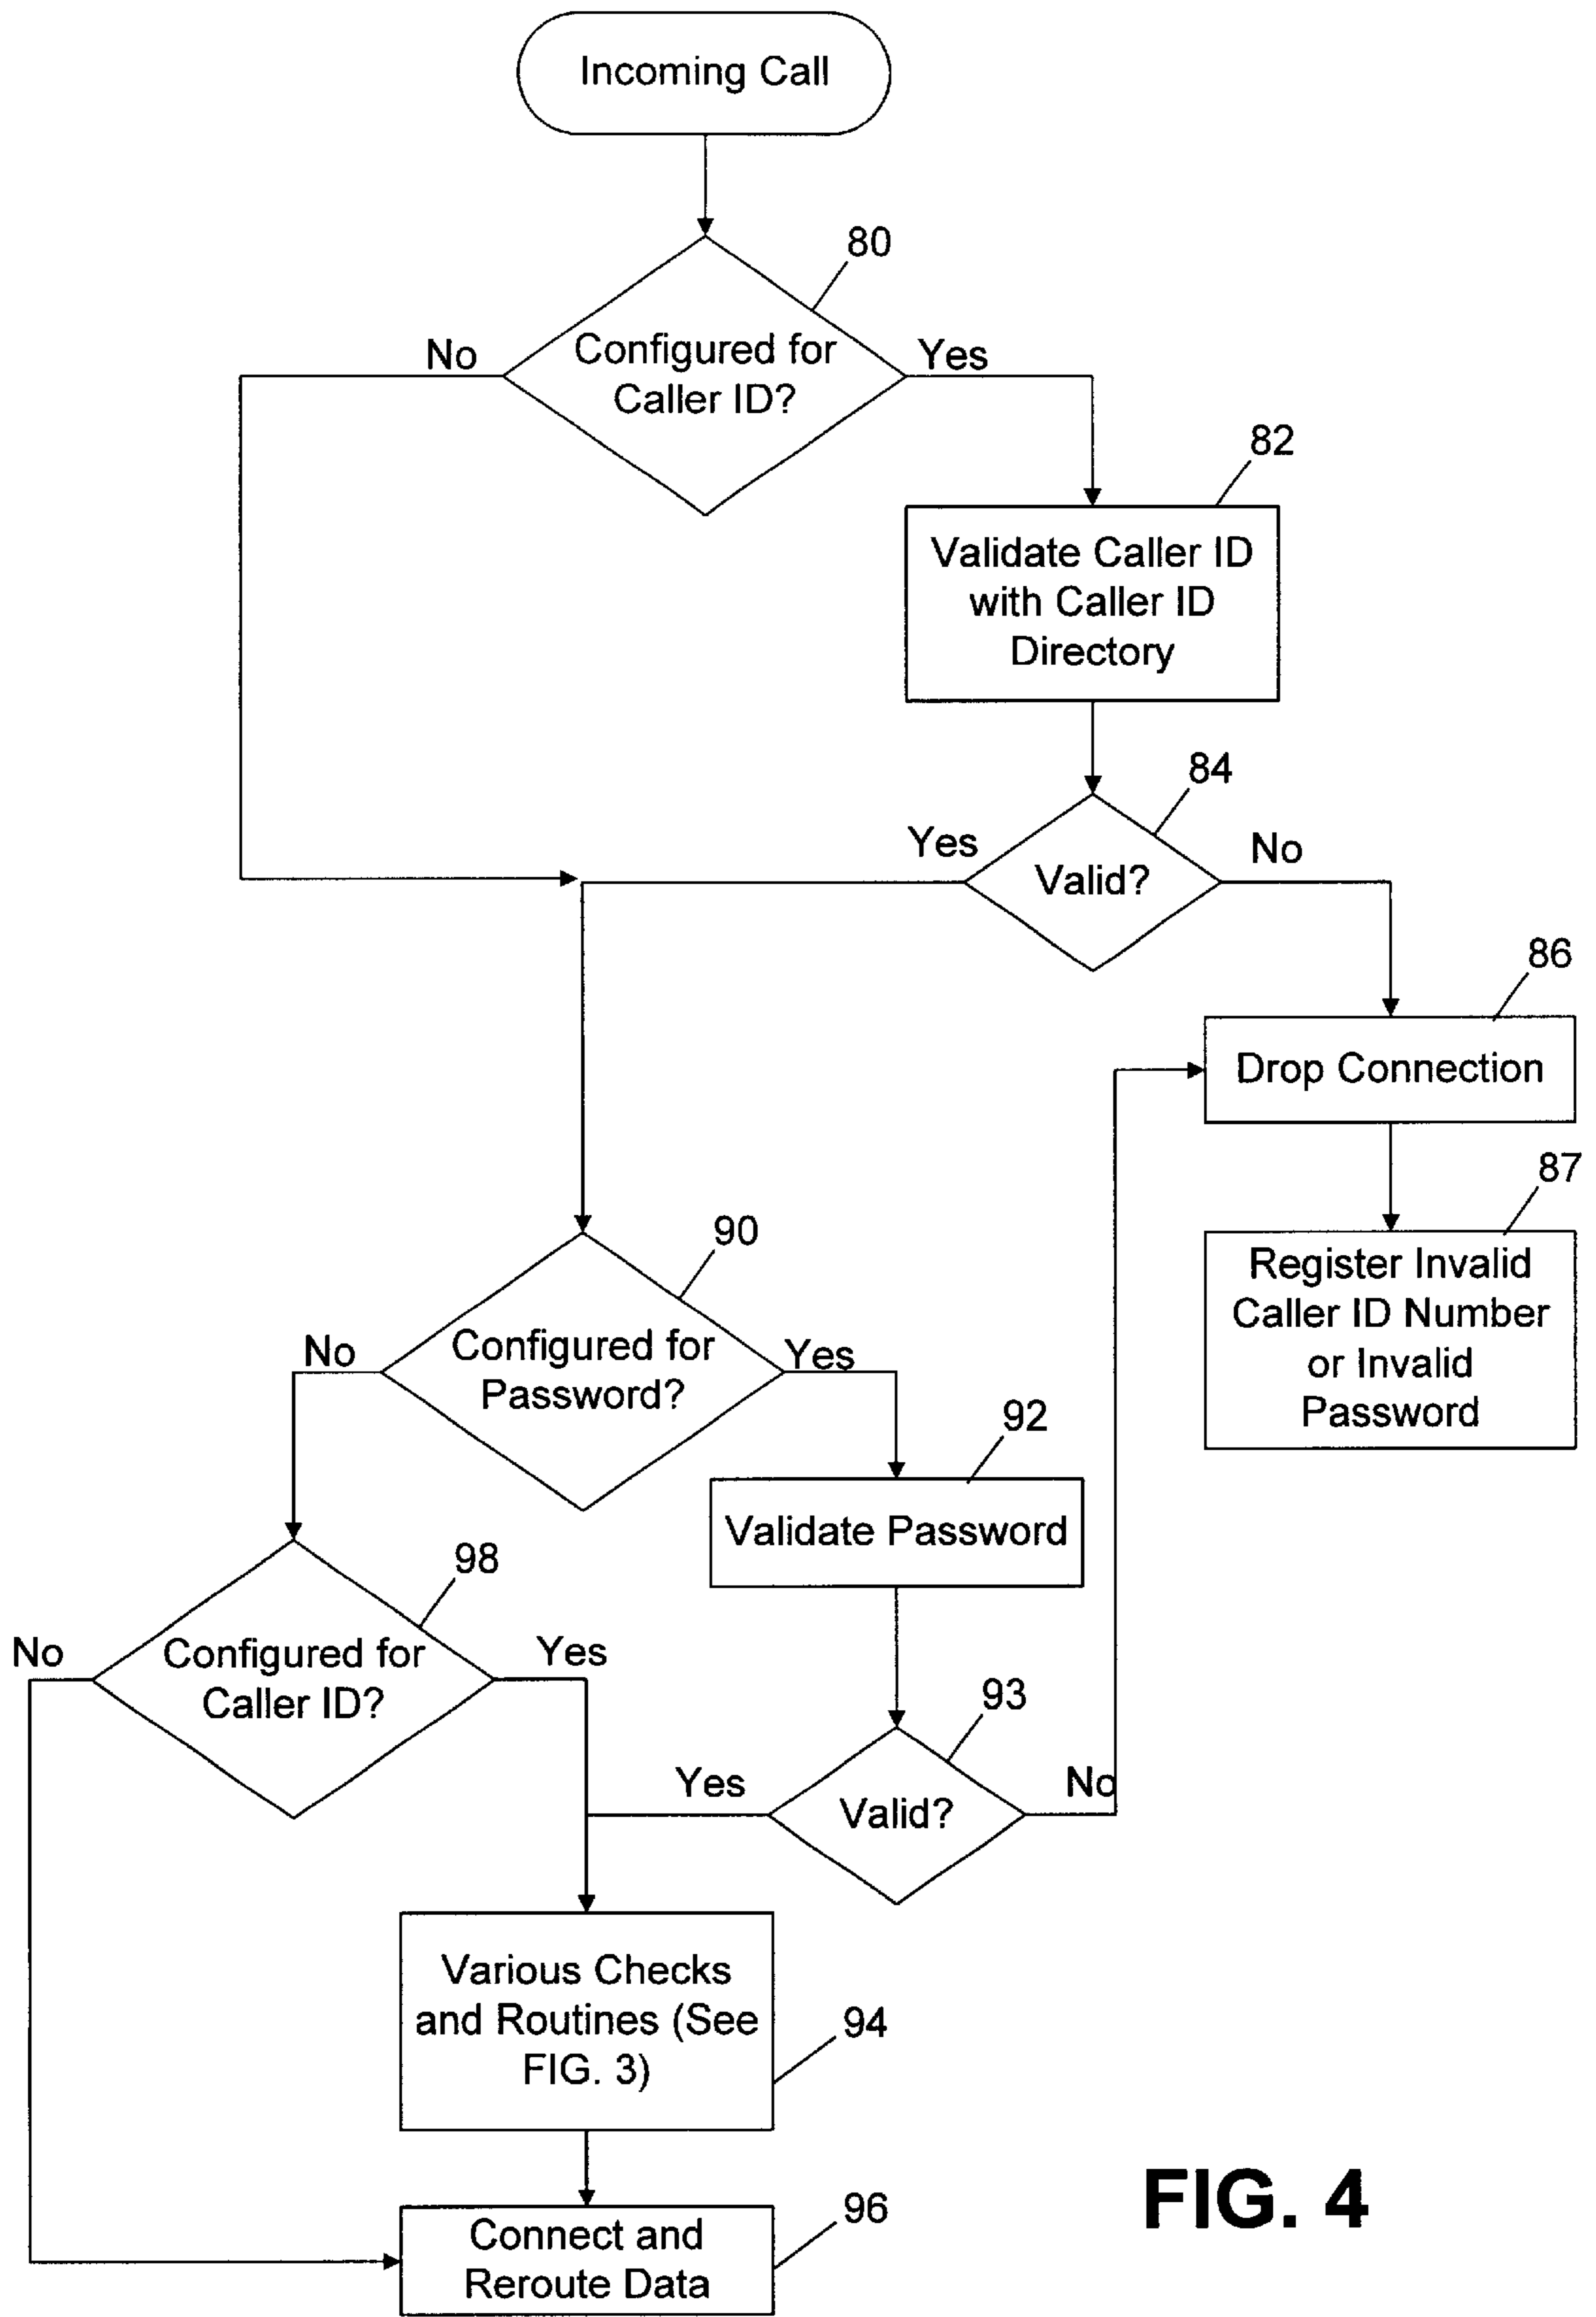 Incoming Call
80
No
Configured for
Caller ID?
Yes
82
Validate Caller ID
with Caller ID
Directory
84
Yes
Valid?
No
86
Drop Connection
87
Register Invalid
Caller ID Number
or Invalid
Password
90
No
Configured for
Password?
Yes
92
Validate Password
98
No
Configured for
Caller ID?
Yes
93
Yes
Valid?
No
Various Checks
and Routines (See
FIG. 3)
94
Connect and
Reroute Data
96
FIG. 4